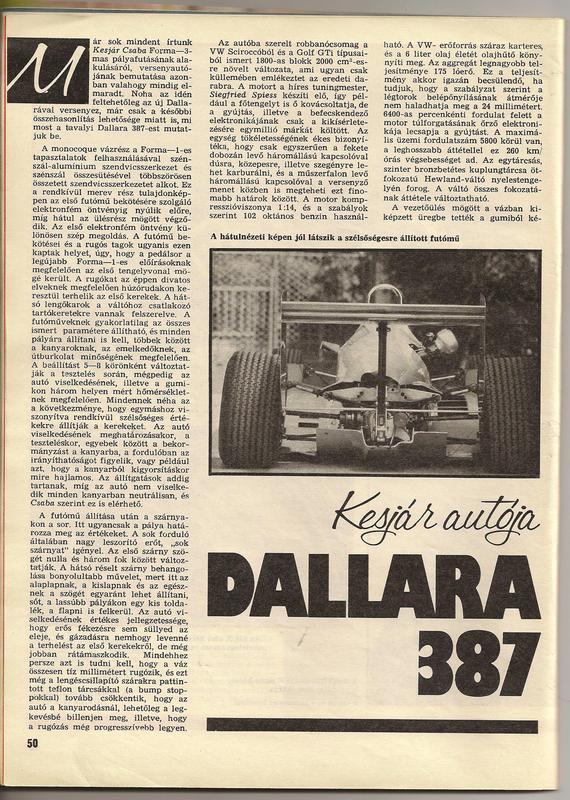 Már sok mindent írtunk
Kesjár Csaba Forma—3-
mas pályafutásának ala-
kulásáról, versenyautó-
jának bemutatása azon-
ban valahogy mindig el-
maradt. Noha az idén
feltehetőleg az új Dalla-
rával versenyez, már csak a későbbi
összehasonlítás lehetősége miatt is,
most a tavalyi Dallara 387-est mutat-
juk be.
A monocoque vázrész a Forma—1-es
tapasztalatok felhasználásával szén-
szál-alumínium szendvicsszerkezet és
szénszálerősítéses többszörösen
összetett szendvicsszerkezetet alkot. Ez
a rendkívül merev rész tulajdonkép-
pen az első futómű bekötésére szolgáló
elektronfém öntvényig nyúlik előre,
míg hátul az ülésrész mögött végző-
dik. Az első elektronfém öntvény kü-
lönösen szép megoldás. A futómű be-
kötései és a rugós tagok ugyanis ezen
kaptak helyet, úgy, hogy a pedálsor a
legújabb Forma—1-es előírásoknak
megfelelően az első tengelyvonal mö-
gé került. A rugókat az éppen divatos
elveknek megfelelően húzórudakon ke-
resztül terhelik az első kerekek. A hát-
só lengőkarok a váltóhoz csatlakozó
tartókeretekre vannak felszerelve. A
futóműveknek gyakorlatilag az összes
ismert paramétere állítható, és minden
pályára állítani is kell, többek között
a kanyaroknak, az emelkedőknek, az
útburkolat minőségének megfelelően.
A beállítást 5—8 körönként változtat-
ják a tesztelés során, mégpedig az
autó viselkedésének, illetve a gumi-
kon három helyen mért hőmérséklet-
nek megfelelően. Mindennek néha az
a következménye, hogy egymáshoz vi-
szonyítva rendkívül szélsőséges érté-
kekre állítják a kerekeket. Az autó
viselkedésének meghatározásakor, a
teszteléskor, egyebek között a bekor-
mányzást a kanyarba, a fordulóban az
irányíthatóságot figyelik, vagy például
azt, hogy a kanyarból kigyorsításkor
mire hajlamos. Az állítgatások addig
tartanak, míg az autó nem viselke-
dik minden kanyarban neutrálisan, és
Csaba szerint ez is elérhető.
A futómű állítása után a szárnya-
kon a sor. Itt ugyancsak a pálya hatá-
rozza meg az értékeket. A sok forduló
általában nagy leszorító erőt, „sok
szárnyat” igényel. Az első szárny szö-
gét nulla és három fok között változ-
tatják. A hátsó réselt szárny behango-
lása bonyolultabb művelet, mert itt az
alaplapnak, a kislapnak és az egész-
nek a szögét egyaránt lehet állítani,
sőt, a lassúbb pályákon egy kis tolda-
lék, a flapni is felkerül. Az autó vi-
selkedésének értékes jellegzetessége,
hogy erős fékezésre sem süllyed az
eleje, és gázadásra nemhogy levenné
a terhelést az első kerekekről, de még
jobban rátámaszkodik. Mindehhez
persze azt is tudni kell, hogy a váz
összesen tíz millimétert rugózik, és ezt
még a lengéscsillapító szárakra pattin-
tott teflon tárcsákkal (a bump stop-
pokkal) tovább csökkentik, hogy az
autó a kanyarodásnál, lehetőleg a leg-
kevésbé billenjen meg, illetve, hogy
a rugózás még progresszívebb legyen.
Az autóba szerelt robbanócsomag a
VW Sciroccóból és a Golf GTi típusai-
ból ismert 1800-as blokk 2000 cm³-es-
re növelt változata, ami ugyan csak
küllemében emlékeztet az eredeti da-
rabra. A motort a híres tuningmester,
Siegfried Spiess készíti elő, így pél-
dául a főtengelyt is ő kovácsoltatja, de
a gyújtás, illetve a befecskendező
elektronikájának csak a kikísérlete-
zésére egymillió márkát költött. Az
egység tökéletességének ékes bizonyí-
téka, hogy csak egyszerűen a fekete
dobozán levő háromállású kapcsolóval
dúsra, közepesre, illetve szegényre le-
het karburálni, és a műszerfalon levő
háromállású kapcsolóval a versenyző
menet közben is megteheti ezt fino-
mabb határok között. A motor kom-
presszióviszonya 1:14, és a szabályok
szerint 102 oktános benzin használ-
ható. A VW- erőforrás száraz karteres,
és a 6 liter olaj életét olajhűtő köny-
nyíti meg. Az aggregát legnagyobb tel-
jesítménye 175 lóerő. Ez a teljesít-
mény akkor igazán becsülendő, ha
tudjuk, hogy a szabályzat szerint a
légtorok belépőnyílásának átmérője
nem haladhatja meg a 24 millimétert.
6400-as percenkénti fordulat felett a
motor túlforgatásának őrző elektroni-
kája lecsapja a gyújtást. A maximá-
lis üzemi fordulatszám 5800 körül van,
a leghosszabb áttétellel ez 260 km/
órás végsebességet ad. Az egytárcsás,
szinter bronzbetétes kuplungtárcsa öt-
fokozatú Hewland-váltó nyelestenge-
lyén forog. A váltó összes fokozatá-
nak áttétele változtatható.
A vezetőülés mögött a vázban ki-
képzett üregbe tették a gumiból ké-
A hátulnézeti képen jól látszik a szélsőségesre állított futómű
Kesjár autója
DALLARA
387
50